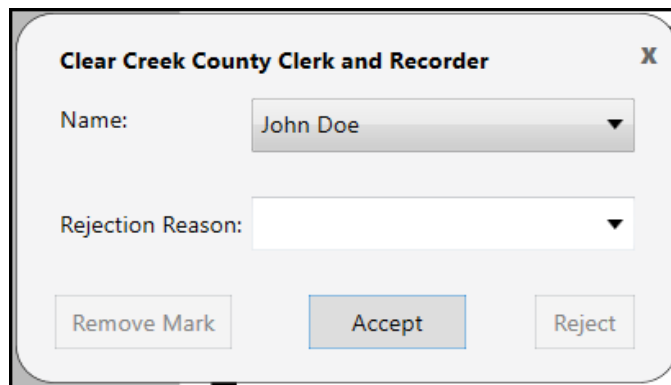 Clear Creek County Clerk and Recorder
x
Name:
John Doe
Rejection Reason:
Remove Mark
Accept
Reject